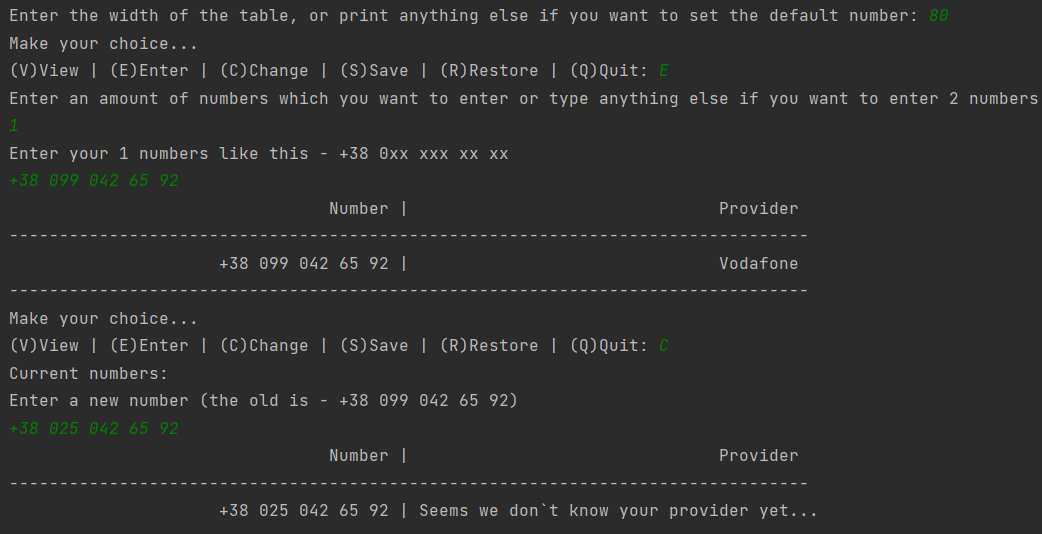 Enter the width of the table, or print anything else if you want to set the default number: 80
Make your choice...
(V)View | (E)Enter | (C)Change | (S)Save | (R)Restore | (Q)Quit: E
Enter an amount of numbers which you want to enter or type anything else if you want to enter 2 numbers
1
Enter your 1 numbers like this - +38 0xx xxx xx xx
+38 099 042 65 92
Number | Provider
--------------------------------------------------------------------------------
+38 099 042 65 92 | Vodafone
--------------------------------------------------------------------------------
Make your choice...
(V)View | (E)Enter | (C)Change | (S)Save | (R)Restore | (Q)Quit: C
Current numbers:
Enter a new number (the old is - +38 099 042 65 92)
+38 025 042 65 92
Number | Provider
--------------------------------------------------------------------------------
+38 025 042 65 92 | Seems we don`t know your provider yet...